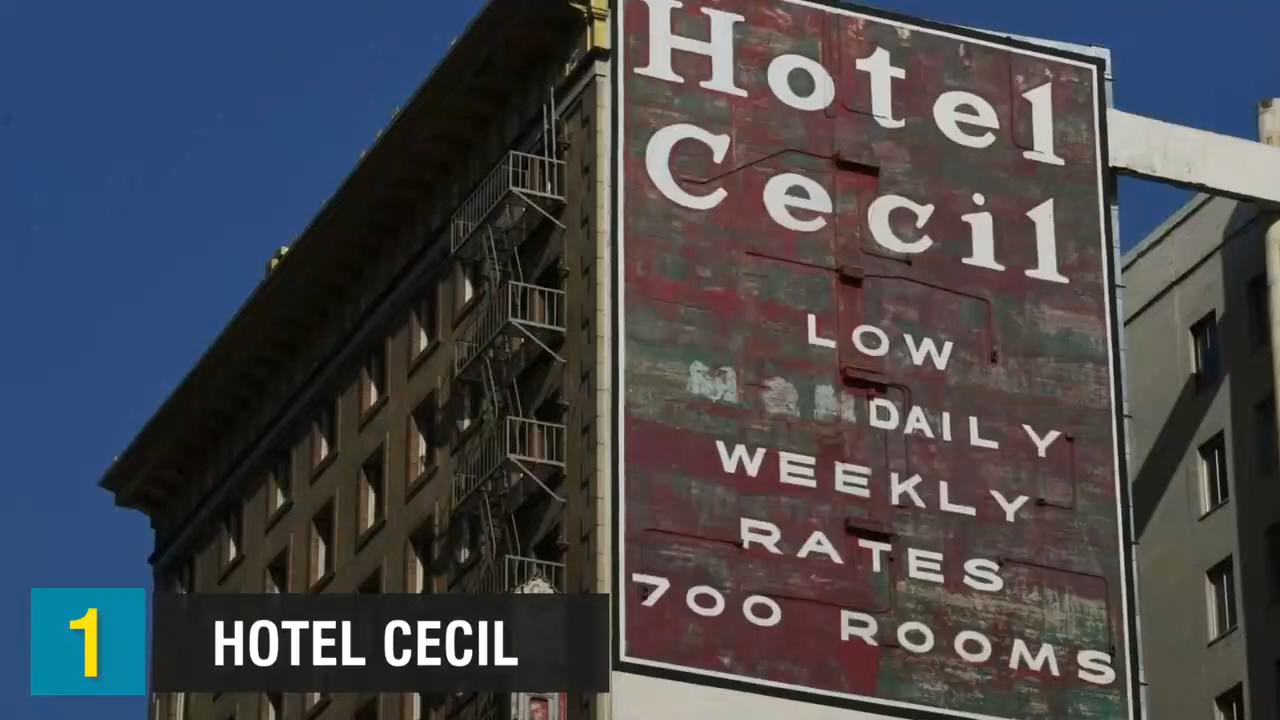 Hotel
Cecil
LOW
DAILY
WEEKLY
RATES
700 ROOMS
1
HOTEL CECIL